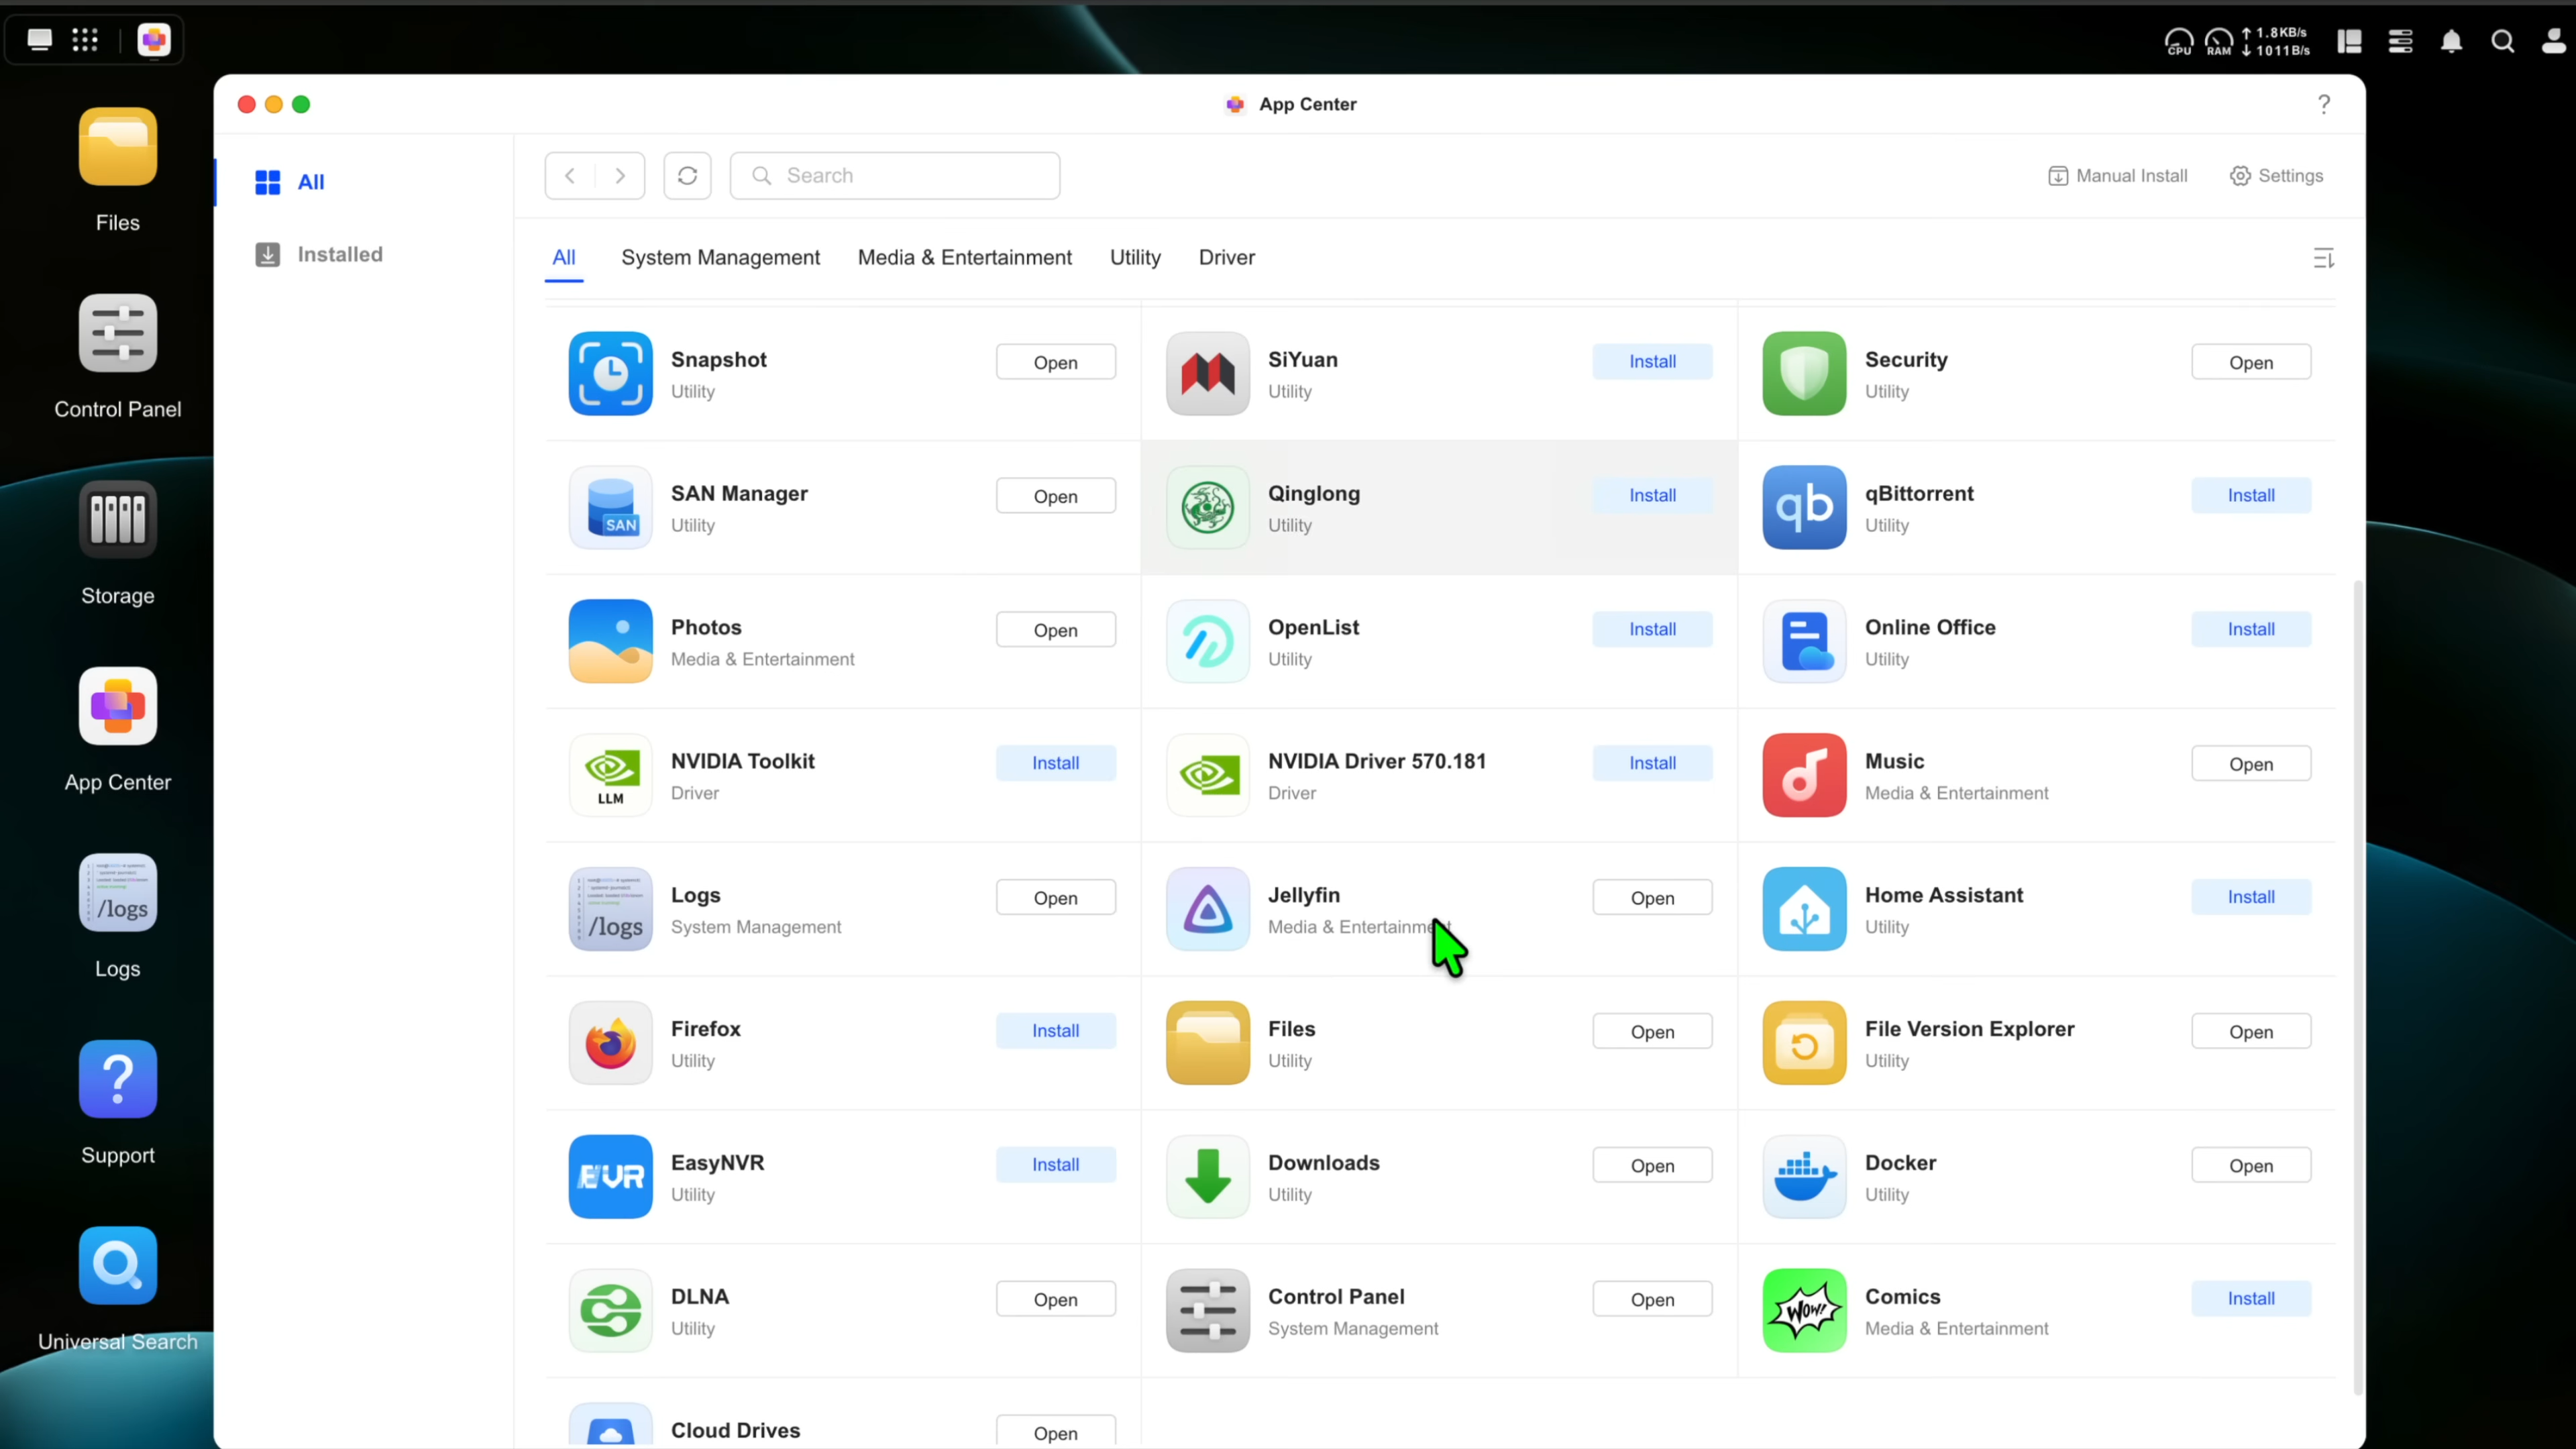 CPU
RAM
1.8KB/s
1011B/s
App Center
?
Files
Control Panel
Storage
App Center
/logs
Logs
?
Support
Universal Search
All
Installed
Search
Manual Install
Settings
All
System Management
Media & Entertainment
Utility
Driver
Snapshot
Utility
Open
SiYuan
Utility
Install
Security
Utility
Open
SAN
SAN Manager
Utility
Open
Qinglong
Utility
Install
qb
qBittorrent
Utility
Install
Photos
Media & Entertainment
Open
OpenList
Utility
Install
Online Office
Utility
Install
LLM
NVIDIA Toolkit
Driver
Install
NVIDIA Driver 570.181
Driver
Install
Music
Media & Entertainment
Open
/logs
Logs
System Management
Open
Jellyfin
Media & Entertainment
Open
Home Assistant
Utility
Install
Firefox
Utility
Install
Files
Utility
Open
File Version Explorer
Utility
Open
EVR
EasyNVR
Utility
Install
Downloads
Utility
Open
Docker
Utility
Open
DLNA
Utility
Open
Control Panel
System Management
Open
WOW!
Comics
Media & Entertainment
Install
Cloud Drives
Open